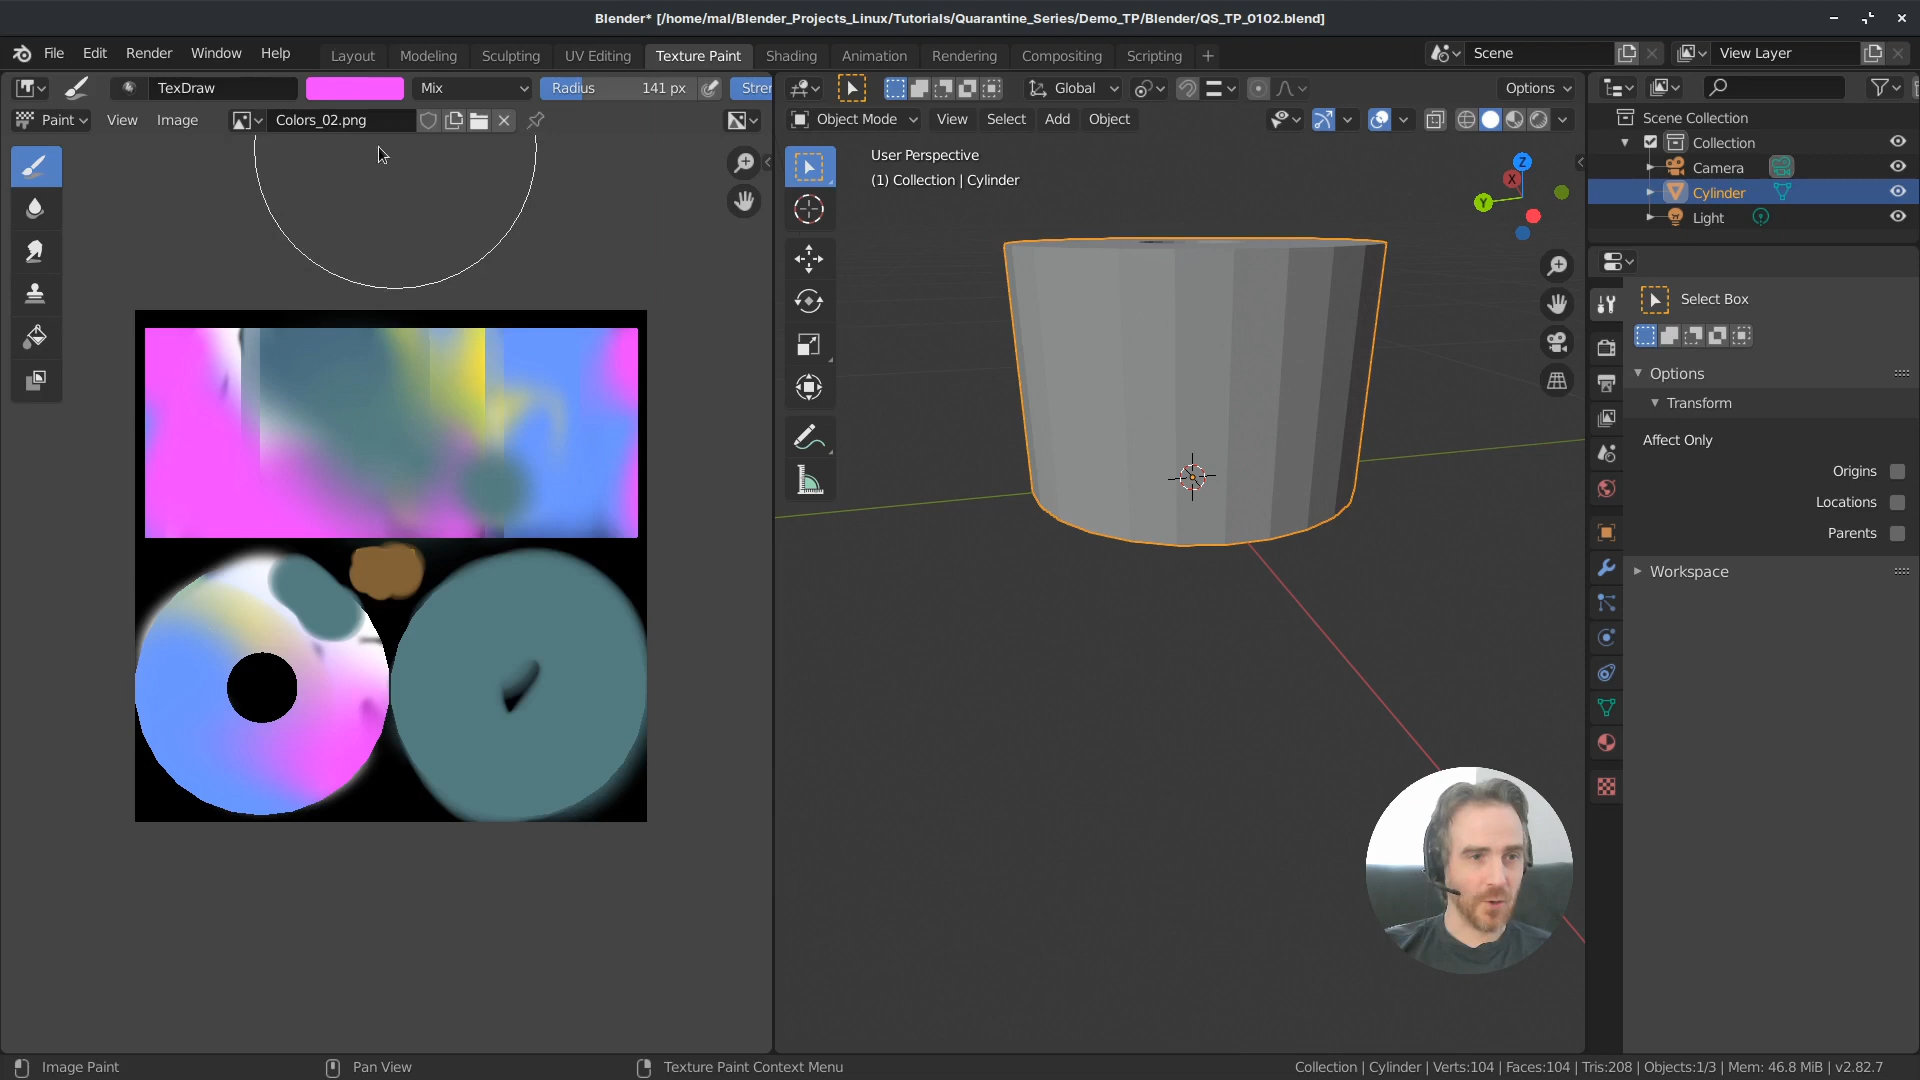 Blender* [/home/mal/Blender_Projects_Linux/Tutorials/Quarantine_Series/Demo_TP/Blender/QS_TP_0102.blend]
File Edit Render Window Help Layout Modeling Sculpting UV Editing Texture Paint Shading Animation Rendering Compositing Scripting + Scene View Layer
TexDraw Mix Radius 141 px Stren Global Options
Paint View Image Colors_02.png Object Mode View Select Add Object
User Perspective
(1) Collection | Cylinder
Z
X
Y
Scene Collection
Collection
Camera
Cylinder
Light
Select Box
Options
Transform
Affect Only
Origins
Locations
Parents
Workspace
Image Paint Pan View Texture Paint Context Menu Collection | Cylinder | Verts:104 | Faces:104 | Tris:208 | Objects:1/3 | Mem: 46.8 MiB | v2.82.7